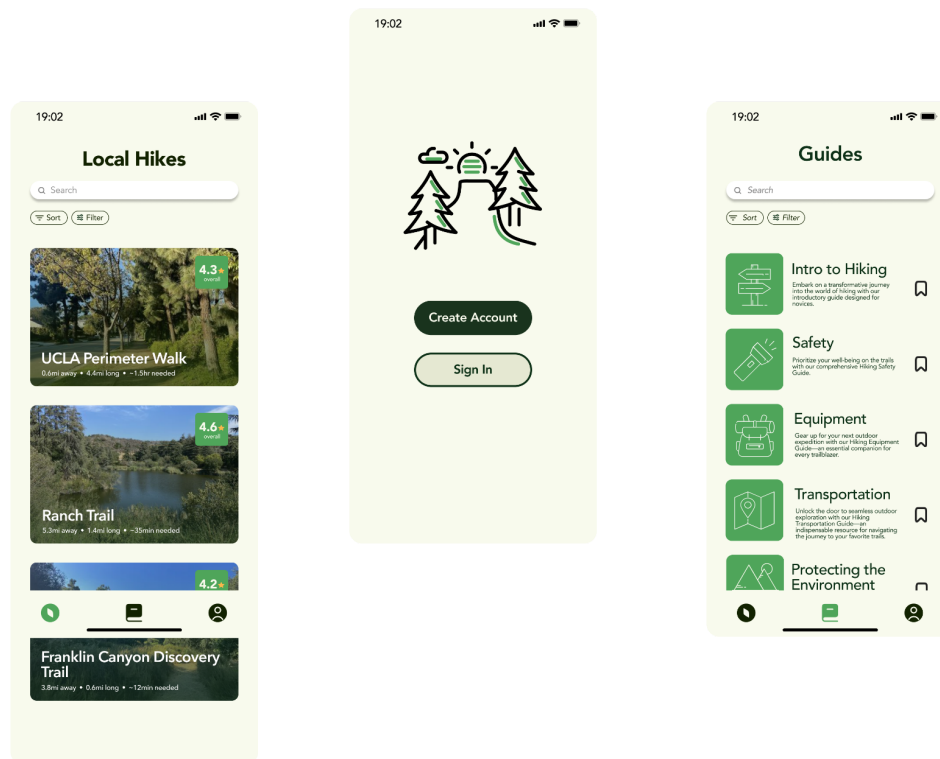 19:02
Local Hikes
Search
Sort
Filter
4.3
overall
UCLA Perimeter Walk
0.6mi away • 4.4mi long • ~1.5hr needed
4.6
overall
Ranch Trail
5.3mi away • 1.4mi long • ~35min needed
4.2
Franklin Canyon Discovery
Trail
3.8mi away • 0.6mi long • ~12min needed
19:02
Create Account
Sign In
19:02
Guides
Search
Sort
Filter
Intro to Hiking
Embark on a transformative journey
into the world of hiking with our
introductory guide designed for
novices.
Safety
Prioritize your well-being on the trails
with our comprehensive Hiking Safety
Guide.
Equipment
Gear up for your next outdoor
expedition with our Hiking Equipment
Guide—an essential companion for
every trailblazer.
Transportation
Unlock the door to seamless outdoor
exploration with our Hiking
Transportation Guide—an
indispensable resource for navigating
the journey to your favorite trails.
Protecting the
Environment